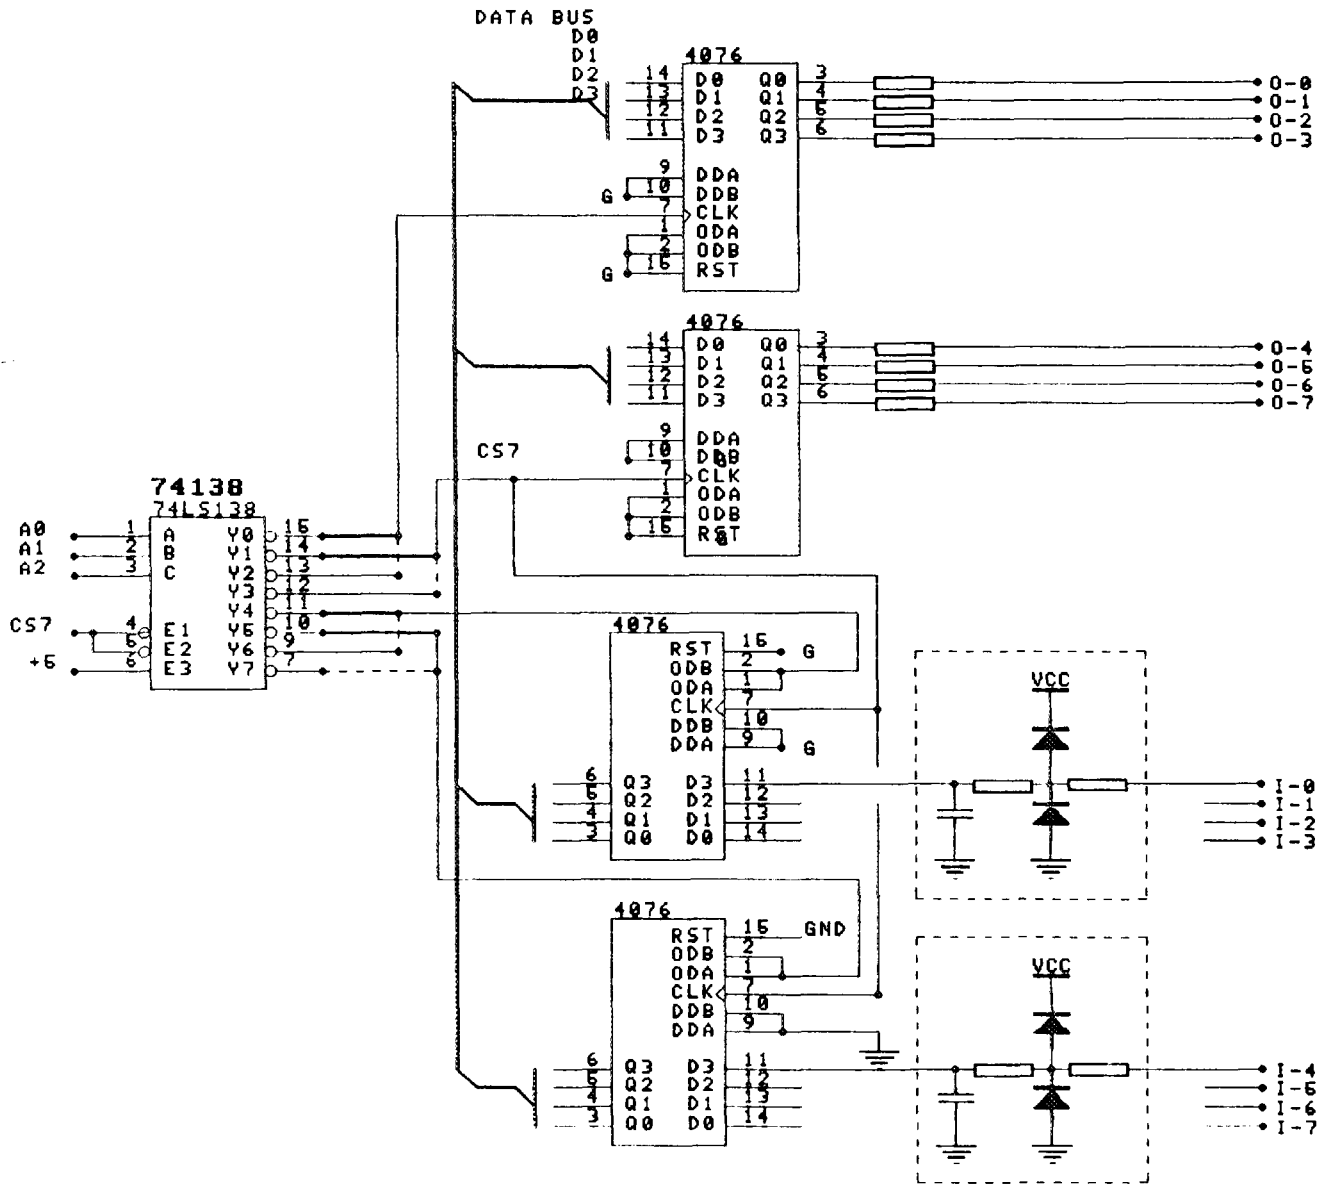 DATA BUS
D0
D1
D2
D3
4076
14 D0 Q0 3 O-0
13 D1 Q1 4 O-1
12 D2 Q2 5 O-2
11 D3 Q3 6 O-3
9 DDA
G 10 DDB
7 CLK
1 ODA
2 ODB
G 15 RST
4076
14 D0 Q0 3 O-4
13 D1 Q1 4 O-5
12 D2 Q2 5 O-6
11 D3 Q3 6 O-7
9 DDA
10 DDB
G
CS7
7 CLK
1 ODA
2 ODB
15 RST
G
74138
74LS138
A0 1 A Y0 15
A1 2 B Y1 14
A2 3 C Y2 13
Y3 12
Y4 11
CS7 4 E1 Y5 10
5 E2 Y6 9
+5 6 E3 Y7 7
4076
RST 15 G
ODB 2
ODA 1
CLK 7
DDB 10
DDA 9 G
VCC
6 Q3 D3 11 I-0
5 Q2 D2 12 I-1
4 Q1 D1 13 I-2
3 Q0 D0 14 I-3
4076
RST 15 GND
ODB 2
ODA 1
CLK 7
DDB 10
DDA 9
VCC
6 Q3 D3 11 I-4
5 Q2 D2 12 I-5
4 Q1 D1 13 I-6
3 Q0 D0 14 I-7